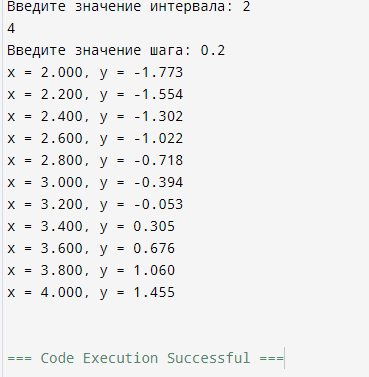 Введите значение интервала: 2
4
Введите значение шага: 0.2
x = 2.000, y = -1.773
x = 2.200, y = -1.554
x = 2.400, y = -1.302
x = 2.600, y = -1.022
x = 2.800, y = -0.718
x = 3.000, y = -0.394
x = 3.200, y = -0.053
x = 3.400, y = 0.305
x = 3.600, y = 0.676
x = 3.800, y = 1.060
x = 4.000, y = 1.455
=== Code Execution Successful ===